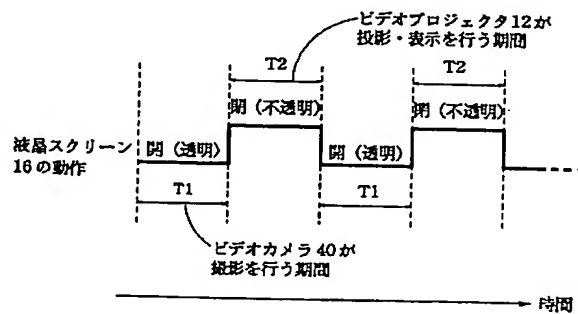 ビデオプロジェクタ12が
投影・表示を行う期間
T2
T2
閉（不透明）
閉（不透明）
液晶スクリーン
16の動作
開（透明）
開（透明）
T1
T1
ビデオカメラ40が
撮影を行う期間
時間